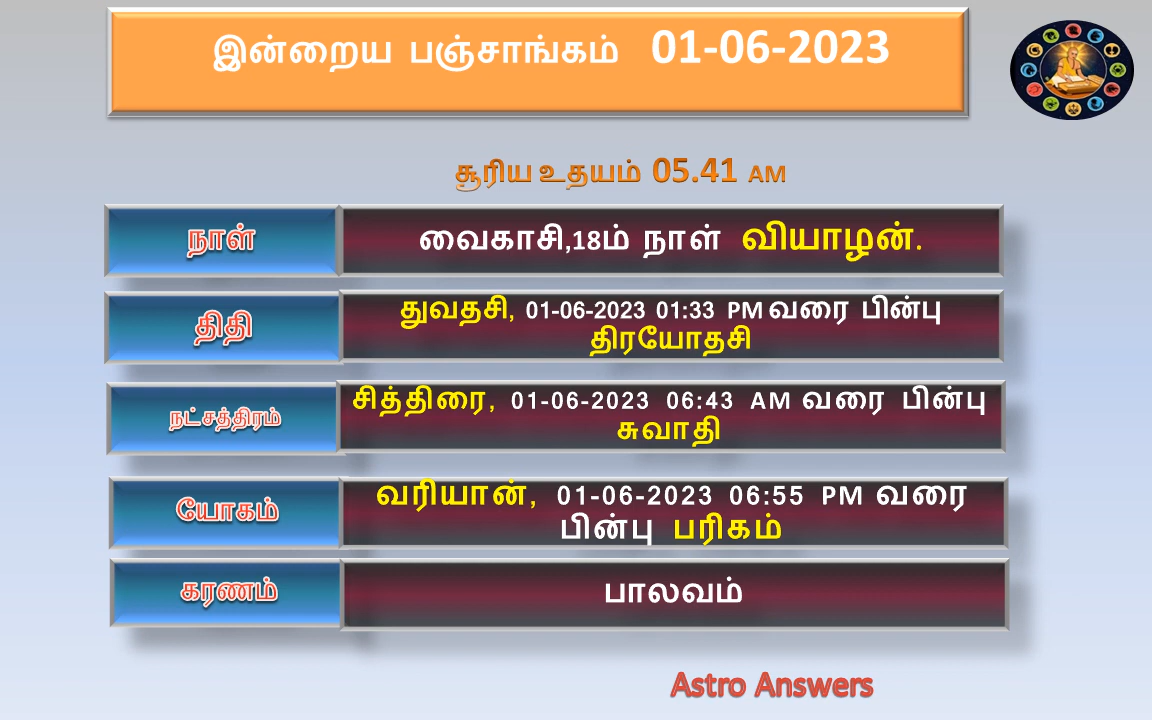 இன்றைய பஞ்சாங்கம் 01-06-2023
சூரிய உதயம் 05.41 AM
நாள்
வைகாசி,18ம் நாள் வியாழன்.
திதி
துவதசி, 01-06-2023 01:33 PM வரை பின்பு
திரயோதசி
நட்சத்திரம்
சித்திரை, 01-06-2023 06:43 AM வரை பின்பு
சுவாதி
யோகம்
வரியான், 01-06-2023 06:55 PM வரை
பின்பு பரிகம்
கரணம்
பாலவம்
Astro Answers